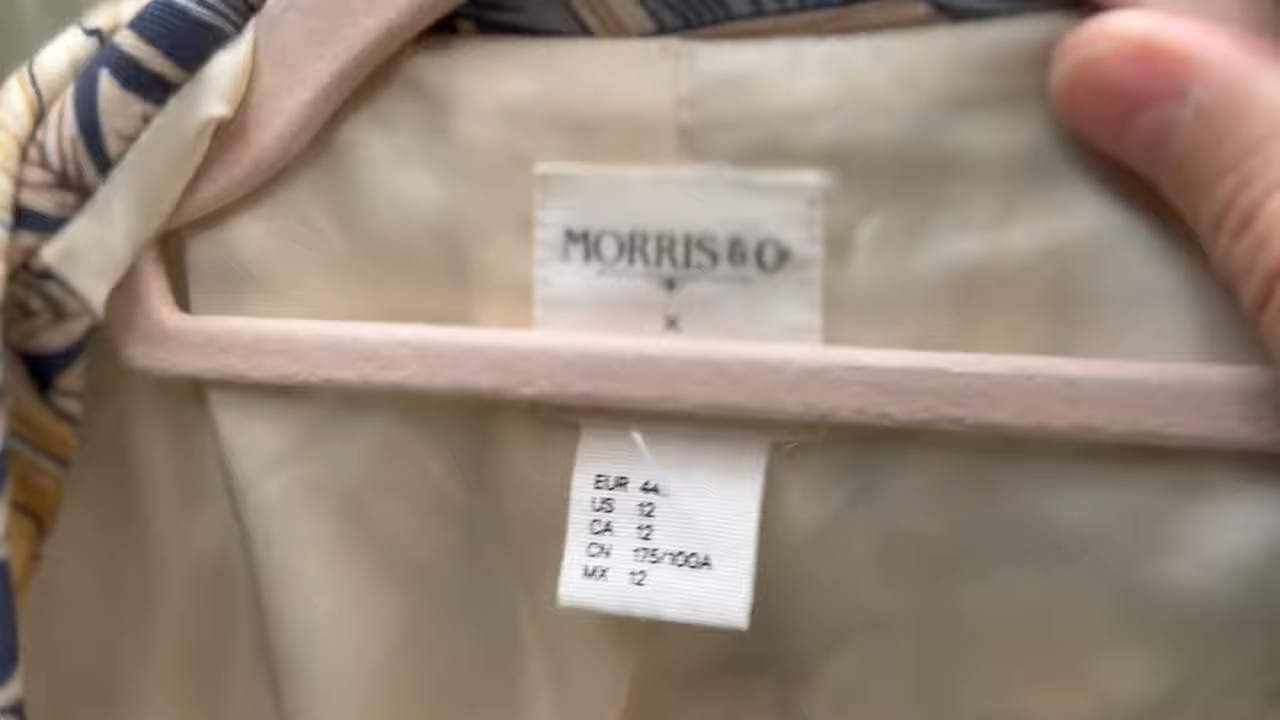 MORRIS & Co
X
EUR 44
US 12
CA 12
CN 175/100A
MX 12